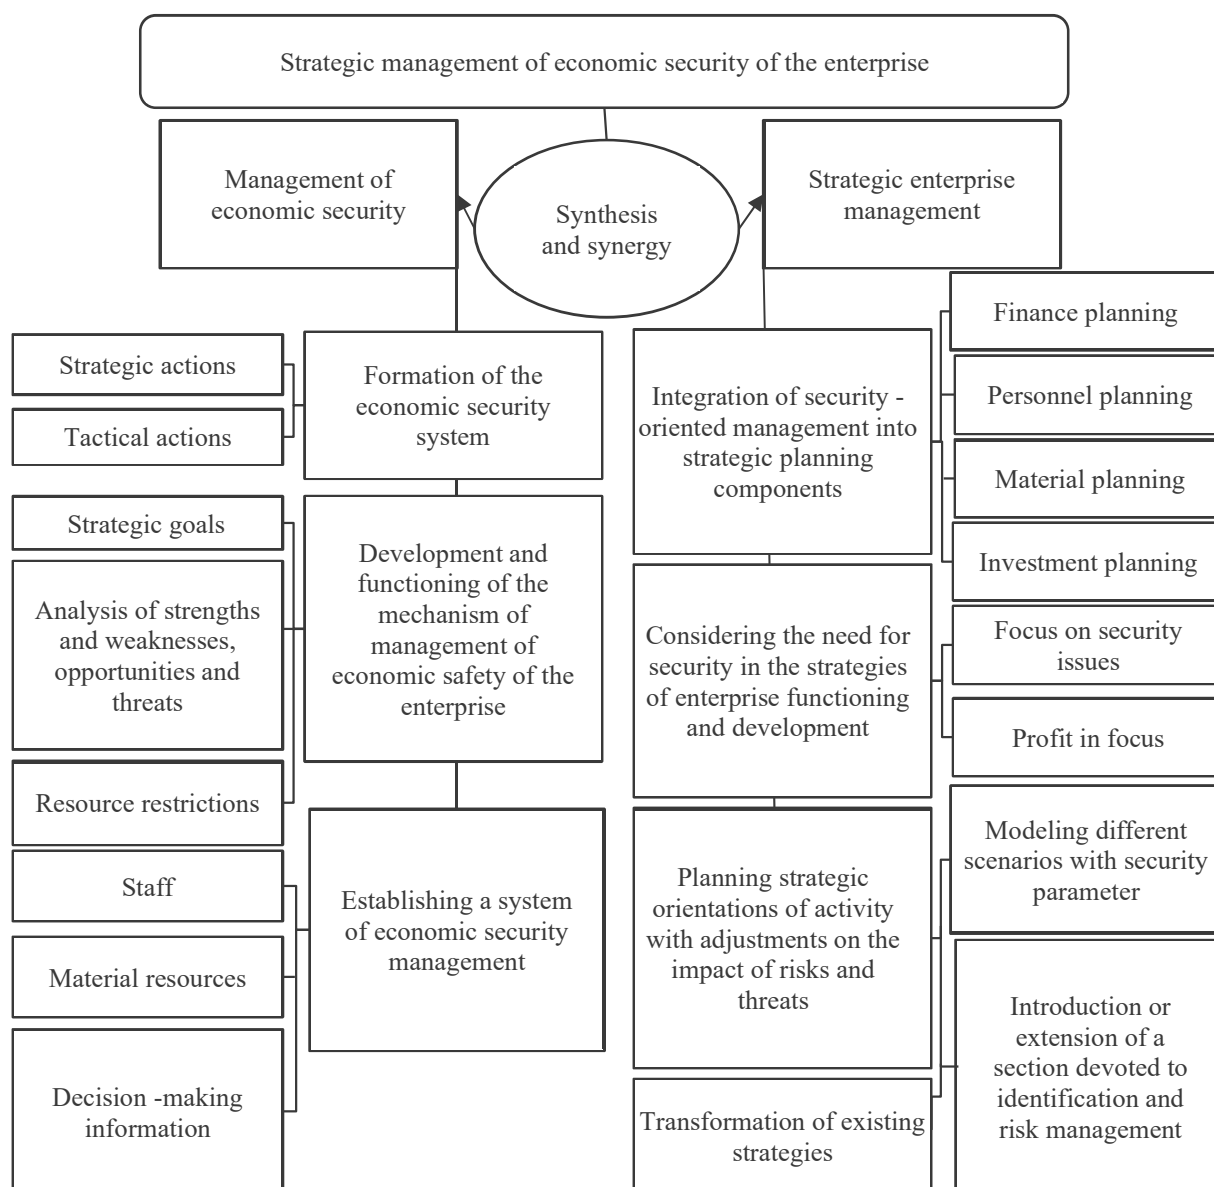 Strategic management of economic security of the enterprise
Management of
economic security
Synthesis
and synergy
Strategic enterprise
management
Strategic actions
Tactical actions
Formation of the
economic security
system
Strategic goals
Analysis of strengths
and weaknesses,
opportunities and
threats
Resource restrictions
Development and
functioning of the
mechanism of
management of
economic safety of the
enterprise
Staff
Material resources
Decision -making
information
Establishing a system
of economic security
management
Integration of security -
oriented management into
strategic planning
components
Finance planning
Personnel planning
Material planning
Investment planning
Considering the need for
security in the strategies
of enterprise functioning
and development
Focus on security
issues
Profit in focus
Planning strategic
orientations of activity
with adjustments on the
impact of risks and
threats
Modeling different
scenarios with security
parameter
Introduction or
extension of a
section devoted to
identification and
risk management
Transformation of existing
strategies